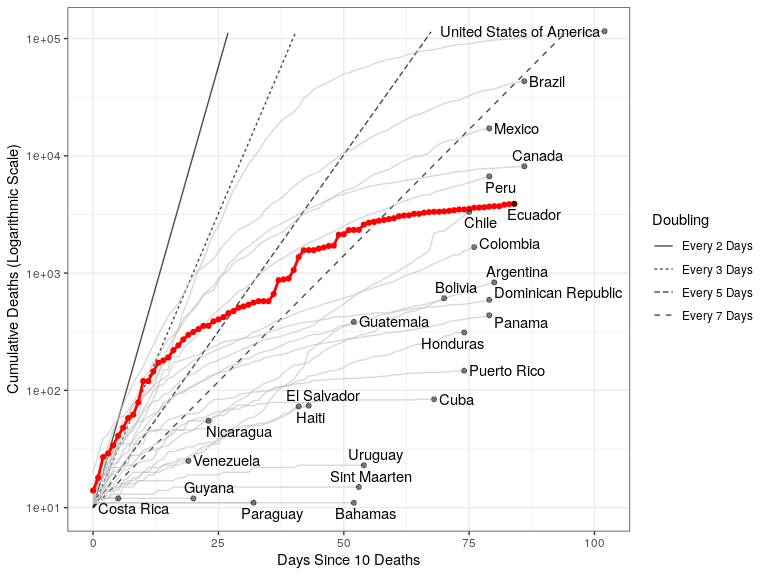 1e+05
1e+04
1e+03
1e+02
1e+01
Cumulative Deaths (Logarithmic Scale)
United States of America
Brazil
Mexico
Canada
Peru
Ecuador
Chile
Colombia
Argentina
Bolivia
Dominican Republic
Guatemala
Panama
Honduras
Puerto Rico
El Salvador
Cuba
Haiti
Nicaragua
Uruguay
Venezuela
Sint Maarten
Guyana
Costa Rica
Paraguay
Bahamas
0
25
50
75
100
Days Since 10 Deaths
Doubling
Every 2 Days
Every 3 Days
Every 5 Days
Every 7 Days